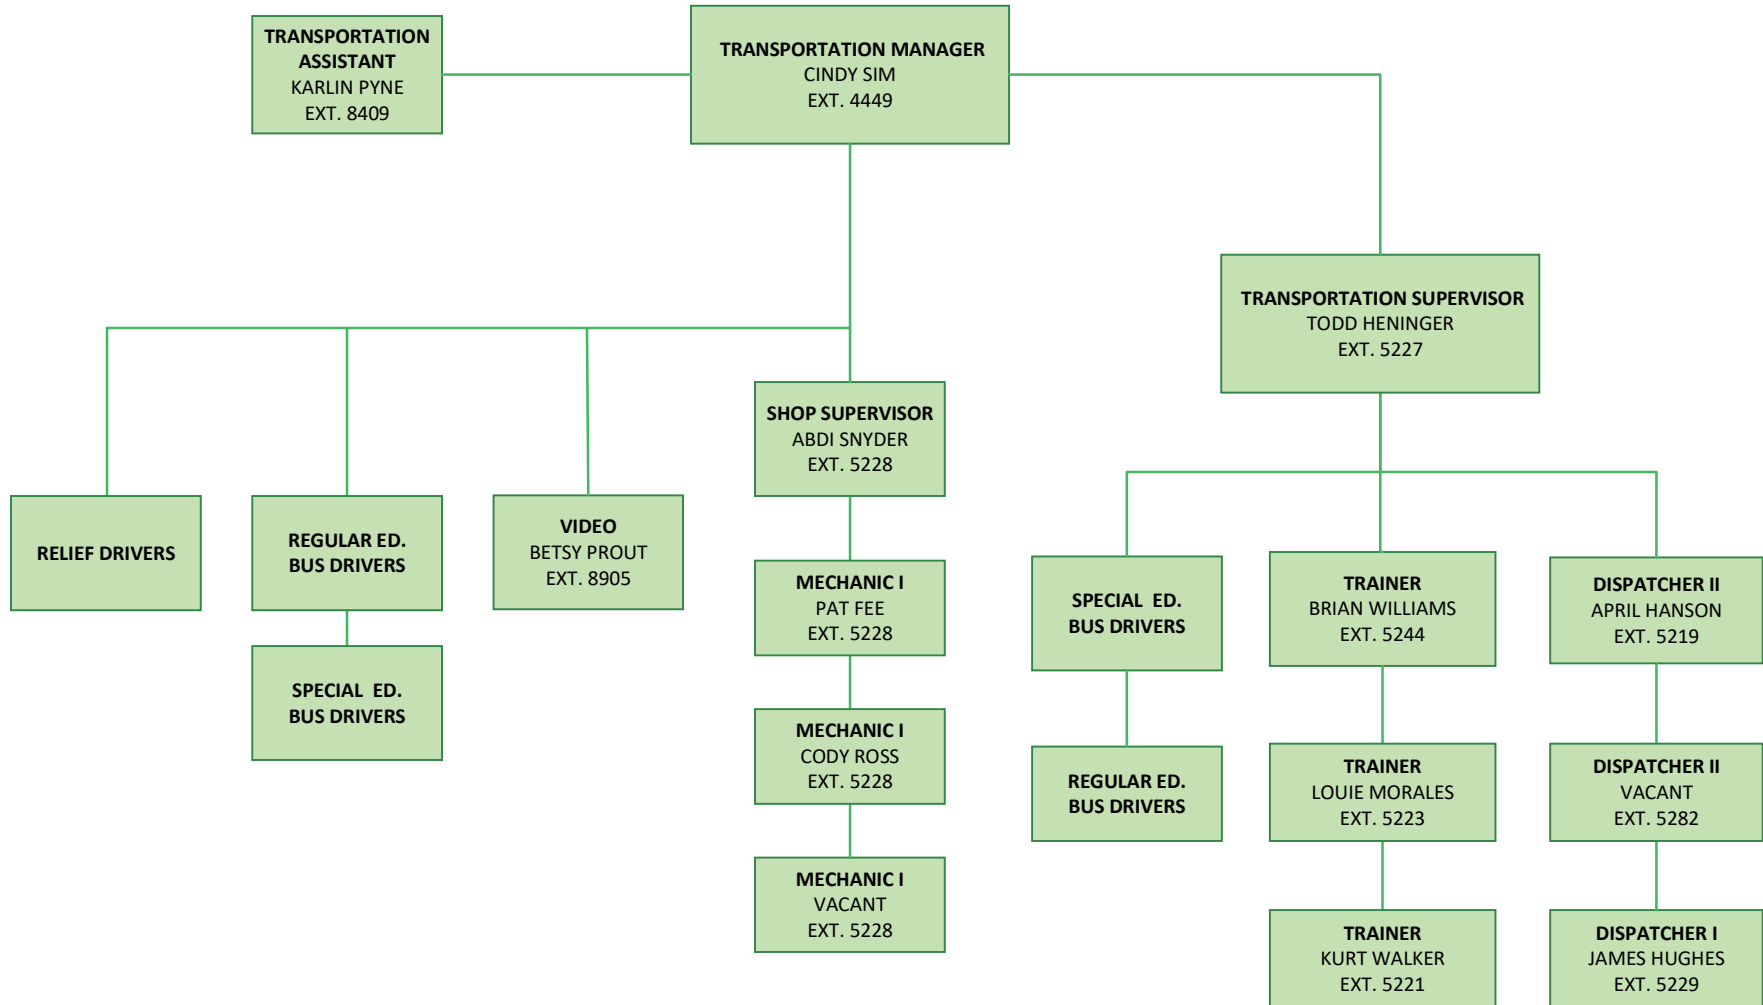 TRANSPORTATION
ASSISTANT
KARLIN PYNE
EXT. 8409
TRANSPORTATION MANAGER
CINDY SIM
EXT. 4449
TRANSPORTATION SUPERVISOR
TODD HENINGER
EXT. 5227
RELIEF DRIVERS
REGULAR ED.
BUS DRIVERS
SPECIAL  ED.
BUS DRIVERS
VIDEO
BETSY PROUT
EXT. 8905
SHOP SUPERVISOR
ABDI SNYDER
EXT. 5228
MECHANIC I
PAT FEE
EXT. 5228
MECHANIC I
CODY ROSS
EXT. 5228
MECHANIC I
VACANT
EXT. 5228
SPECIAL  ED.
BUS DRIVERS
REGULAR ED.
BUS DRIVERS
TRAINER
BRIAN WILLIAMS
EXT. 5244
TRAINER
LOUIE MORALES
EXT. 5223
TRAINER
KURT WALKER
EXT. 5221
DISPATCHER II
APRIL HANSON
EXT. 5219
DISPATCHER II
VACANT
EXT. 5282
DISPATCHER I
JAMES HUGHES
EXT. 5229